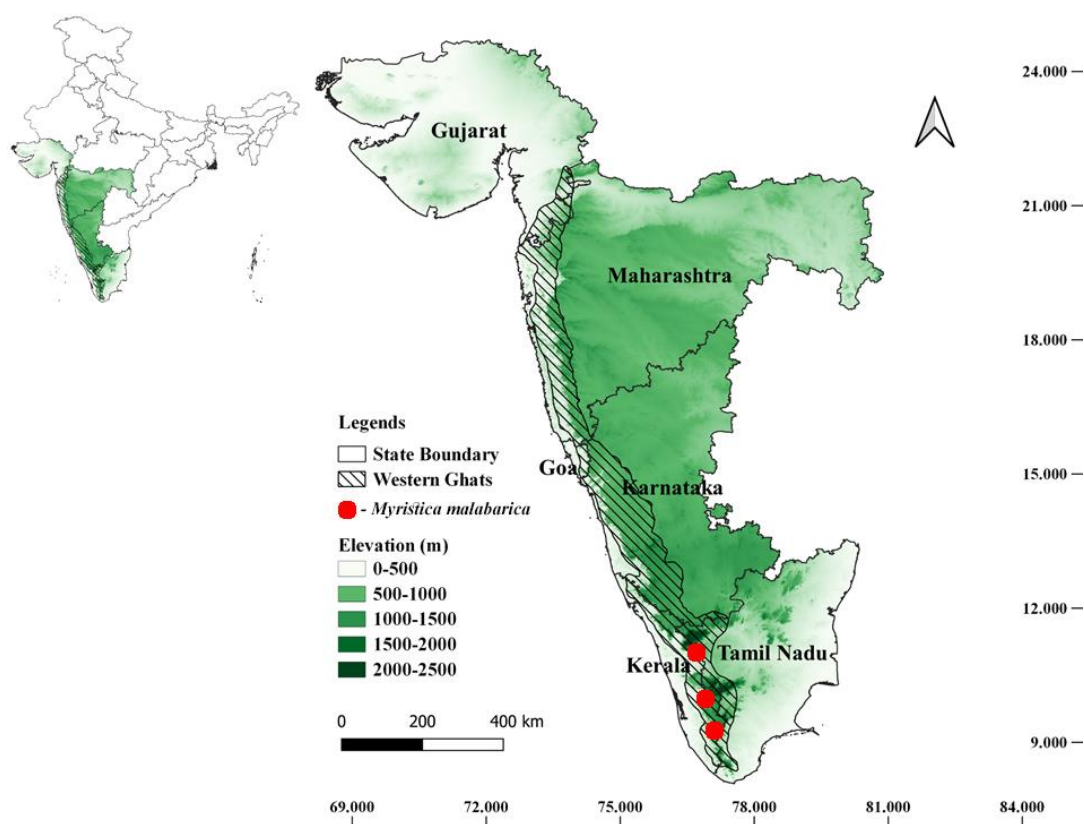 24.000
Gujarat
21.000
Maharashtra
18.000
Legends
State Boundary
Western Ghats
- Myristica malabarica
Goa
15.000
Karnataka
Elevation (m)
0-500
500-1000
1000-1500
1500-2000
2000-2500
12.000
Kerala
Tamil Nadu
0 200 400 km
9.000
69.000 72.000 75.000 78.000 81.000 84.000